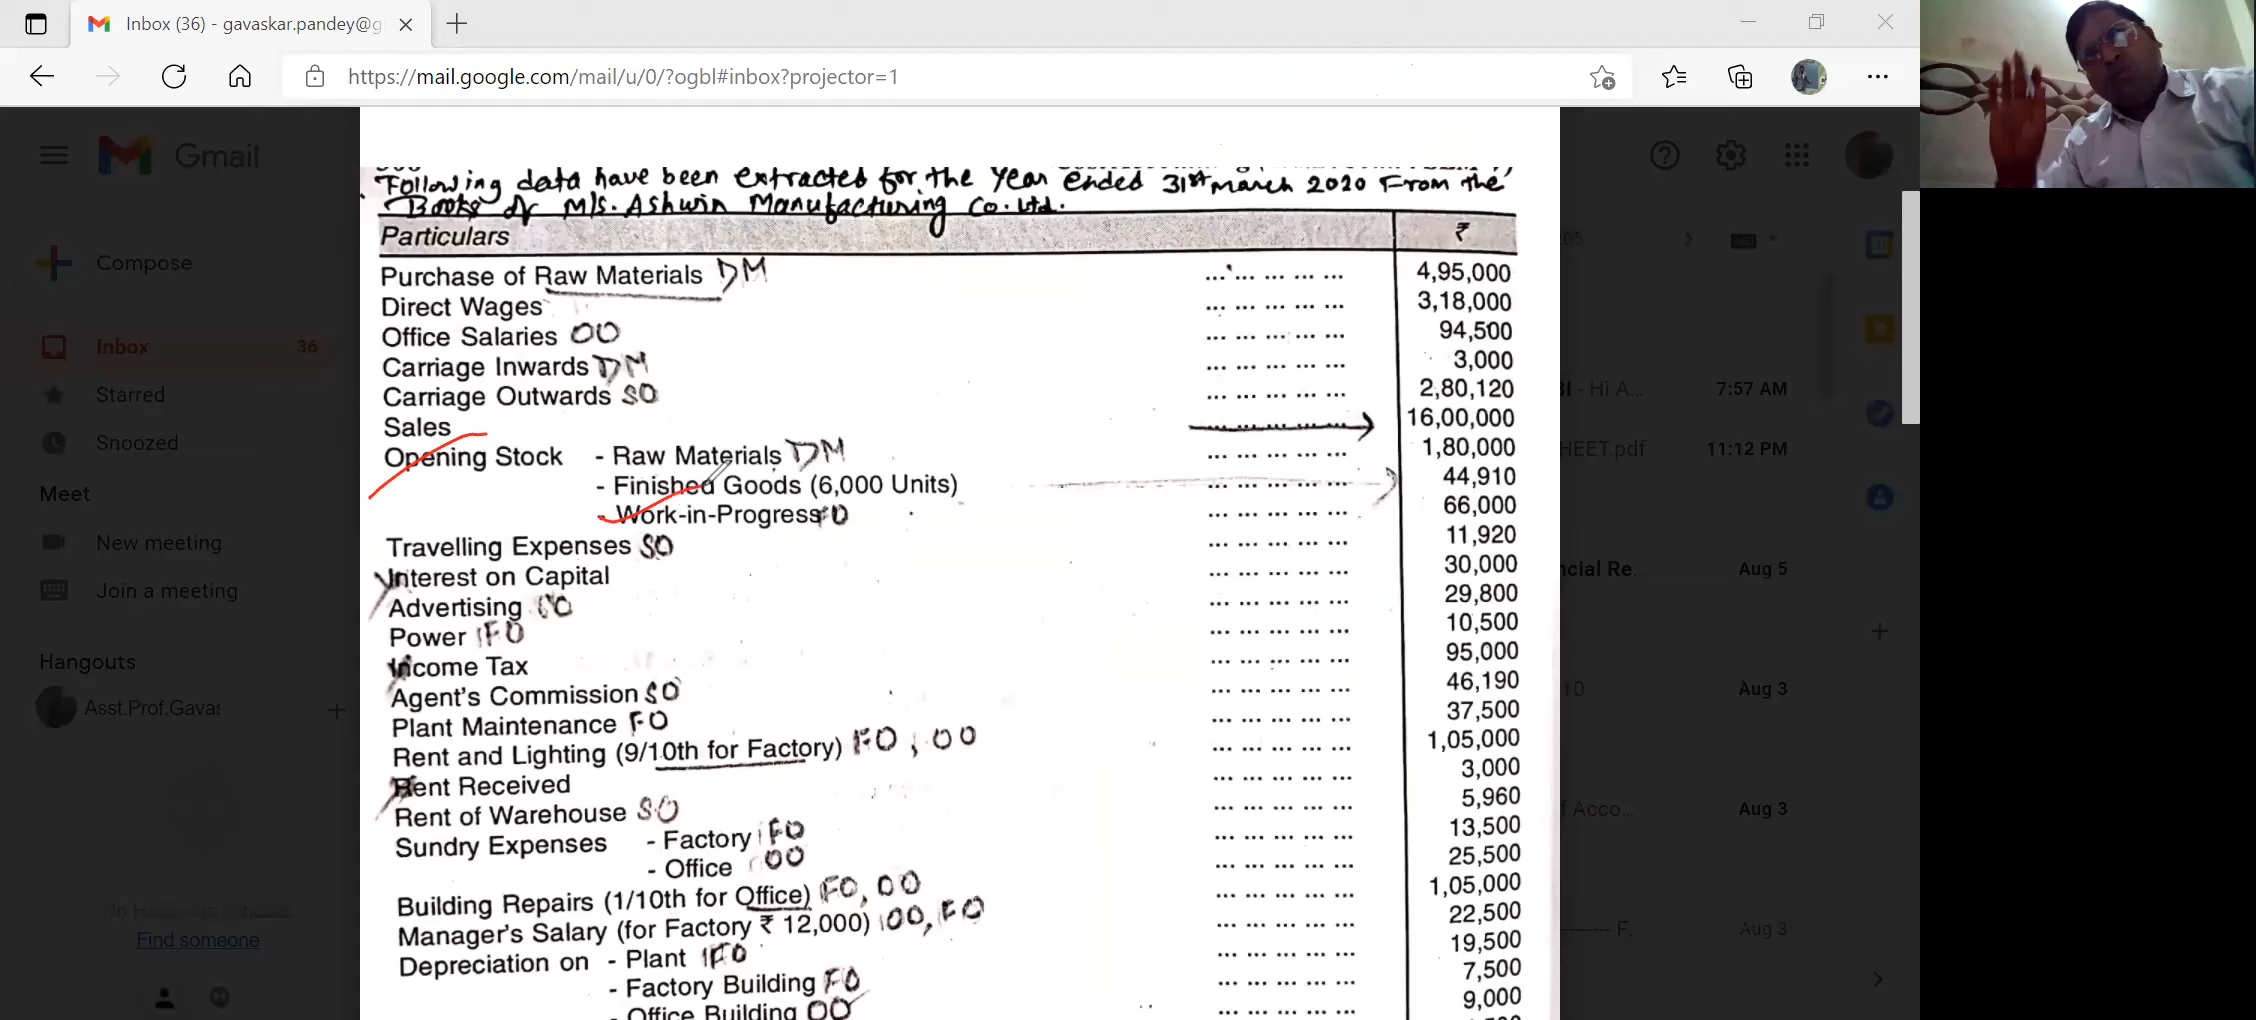 Inbox (36) - gavaskar.pandey@g
https://mail.google.com/mail/u/0/?ogbl#inbox?projector=1
Gmail
Compose
Inbox 36
Starred
Snoozed
Meet
New meeting
Join a meeting
Hangouts
Asst.Prof.Gavas
Find someone
Following data have been extracted for the Year ended 31st march 2020 From the
Books of M/s. Ashwin Manufacturing Co. Ltd.
Particulars ₹
Purchase of Raw Materials DM ... ... ... ... ... 4,95,000
Direct Wages ... ... ... ... ... 3,18,000
Office Salaries OO ... ... ... ... ... 94,500
Carriage Inwards DM ... ... ... ... ... 3,000
Carriage Outwards SO ... ... ... ... ... 2,80,120
Sales ... ... ... ... ... 16,00,000
Opening Stock - Raw Materials DM ... ... ... ... ... 1,80,000
- Finished Goods (6,000 Units) ... ... ... ... ... 44,910
- Work-in-Progress FO ... ... ... ... ... 66,000
Travelling Expenses SO ... ... ... ... ... 11,920
Interest on Capital ... ... ... ... ... 30,000
Advertising SO ... ... ... ... ... 29,800
Power FO ... ... ... ... ... 10,500
Income Tax ... ... ... ... ... 95,000
Agent's Commission SO ... ... ... ... ... 46,190
Plant Maintenance FO ... ... ... ... ... 37,500
Rent and Lighting (9/10th for Factory) FO, OO ... ... ... ... ... 1,05,000
Rent Received ... ... ... ... ... 3,000
Rent of Warehouse SO ... ... ... ... ... 5,960
Sundry Expenses - Factory FO ... ... ... ... ... 13,500
- Office OO ... ... ... ... ... 25,500
Building Repairs (1/10th for Office) FO, OO ... ... ... ... ... 1,05,000
Manager's Salary (for Factory ₹ 12,000) OO, FO ... ... ... ... ... 22,500
Depreciation on - Plant FO ... ... ... ... ... 19,500
- Factory Building FO ... ... ... ... ... 7,500
- Office Building OO ... ... ... ... ... 9,000
- Hi A... 7:57 AM
HEET.pdf 11:12 PM
ncial Re... Aug 5
10 Aug 3
f Acco... Aug 3
F... Aug 3